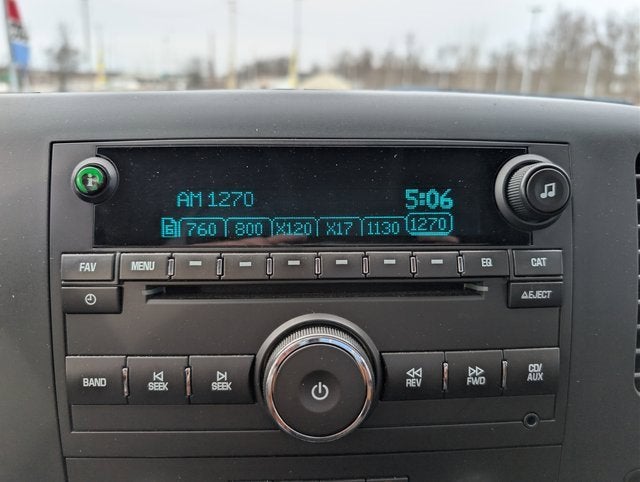 AM 1270 5:06
6 760 800 X120 X17 1130 1270
FAV MENU EQ CAT
EJECT
BAND SEEK SEEK REV FWD CD/
AUX